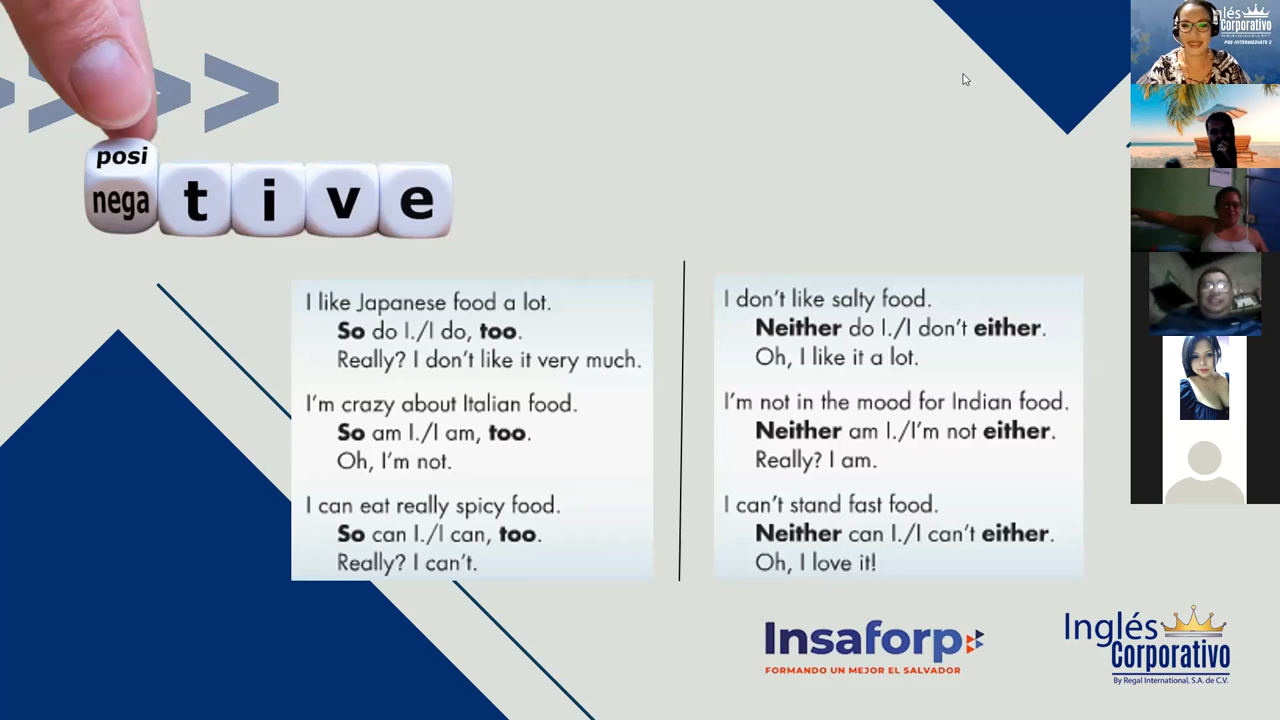 posi
nega
t i v e
I like Japanese food a lot.
So do I./I do, too.
Really? I don't like it very much.
I'm crazy about Italian food.
So am I./I am, too.
Oh, I'm not.
I can eat really spicy food.
So can I./I can, too.
Really? I can't.
I don't like salty food.
Neither do I./I don't either.
Oh, I like it a lot.
I'm not in the mood for Indian food.
Neither am I./I'm not either.
Really? I am.
I can't stand fast food.
Neither can I./I can't either.
Oh, I love it!
Insaforp
FORMANDO UN MEJOR EL SALVADOR
Inglés
Corporativo
By Regal International, S.A. de C.V.
glés
Corporativo
PRE-INTERMEDIATE 2